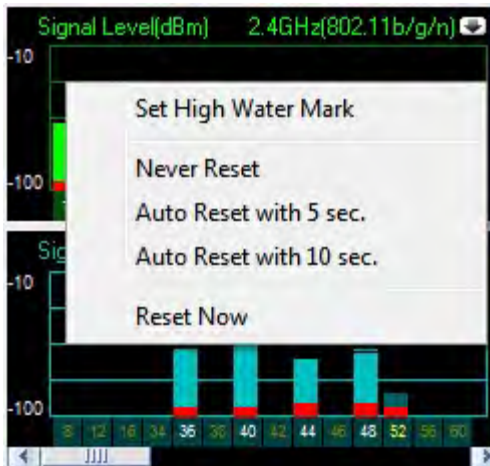 Signal Level(dBm) 2.4GHz(802.11b/g/n)
-10
Set High Water Mark
Never Reset
-100
Auto Reset with 5 sec.
Sig
Auto Reset with 10 sec.
-10
Reset Now
-100
8 12 16 34 36 38 40 42 44 46 48 52 56 60